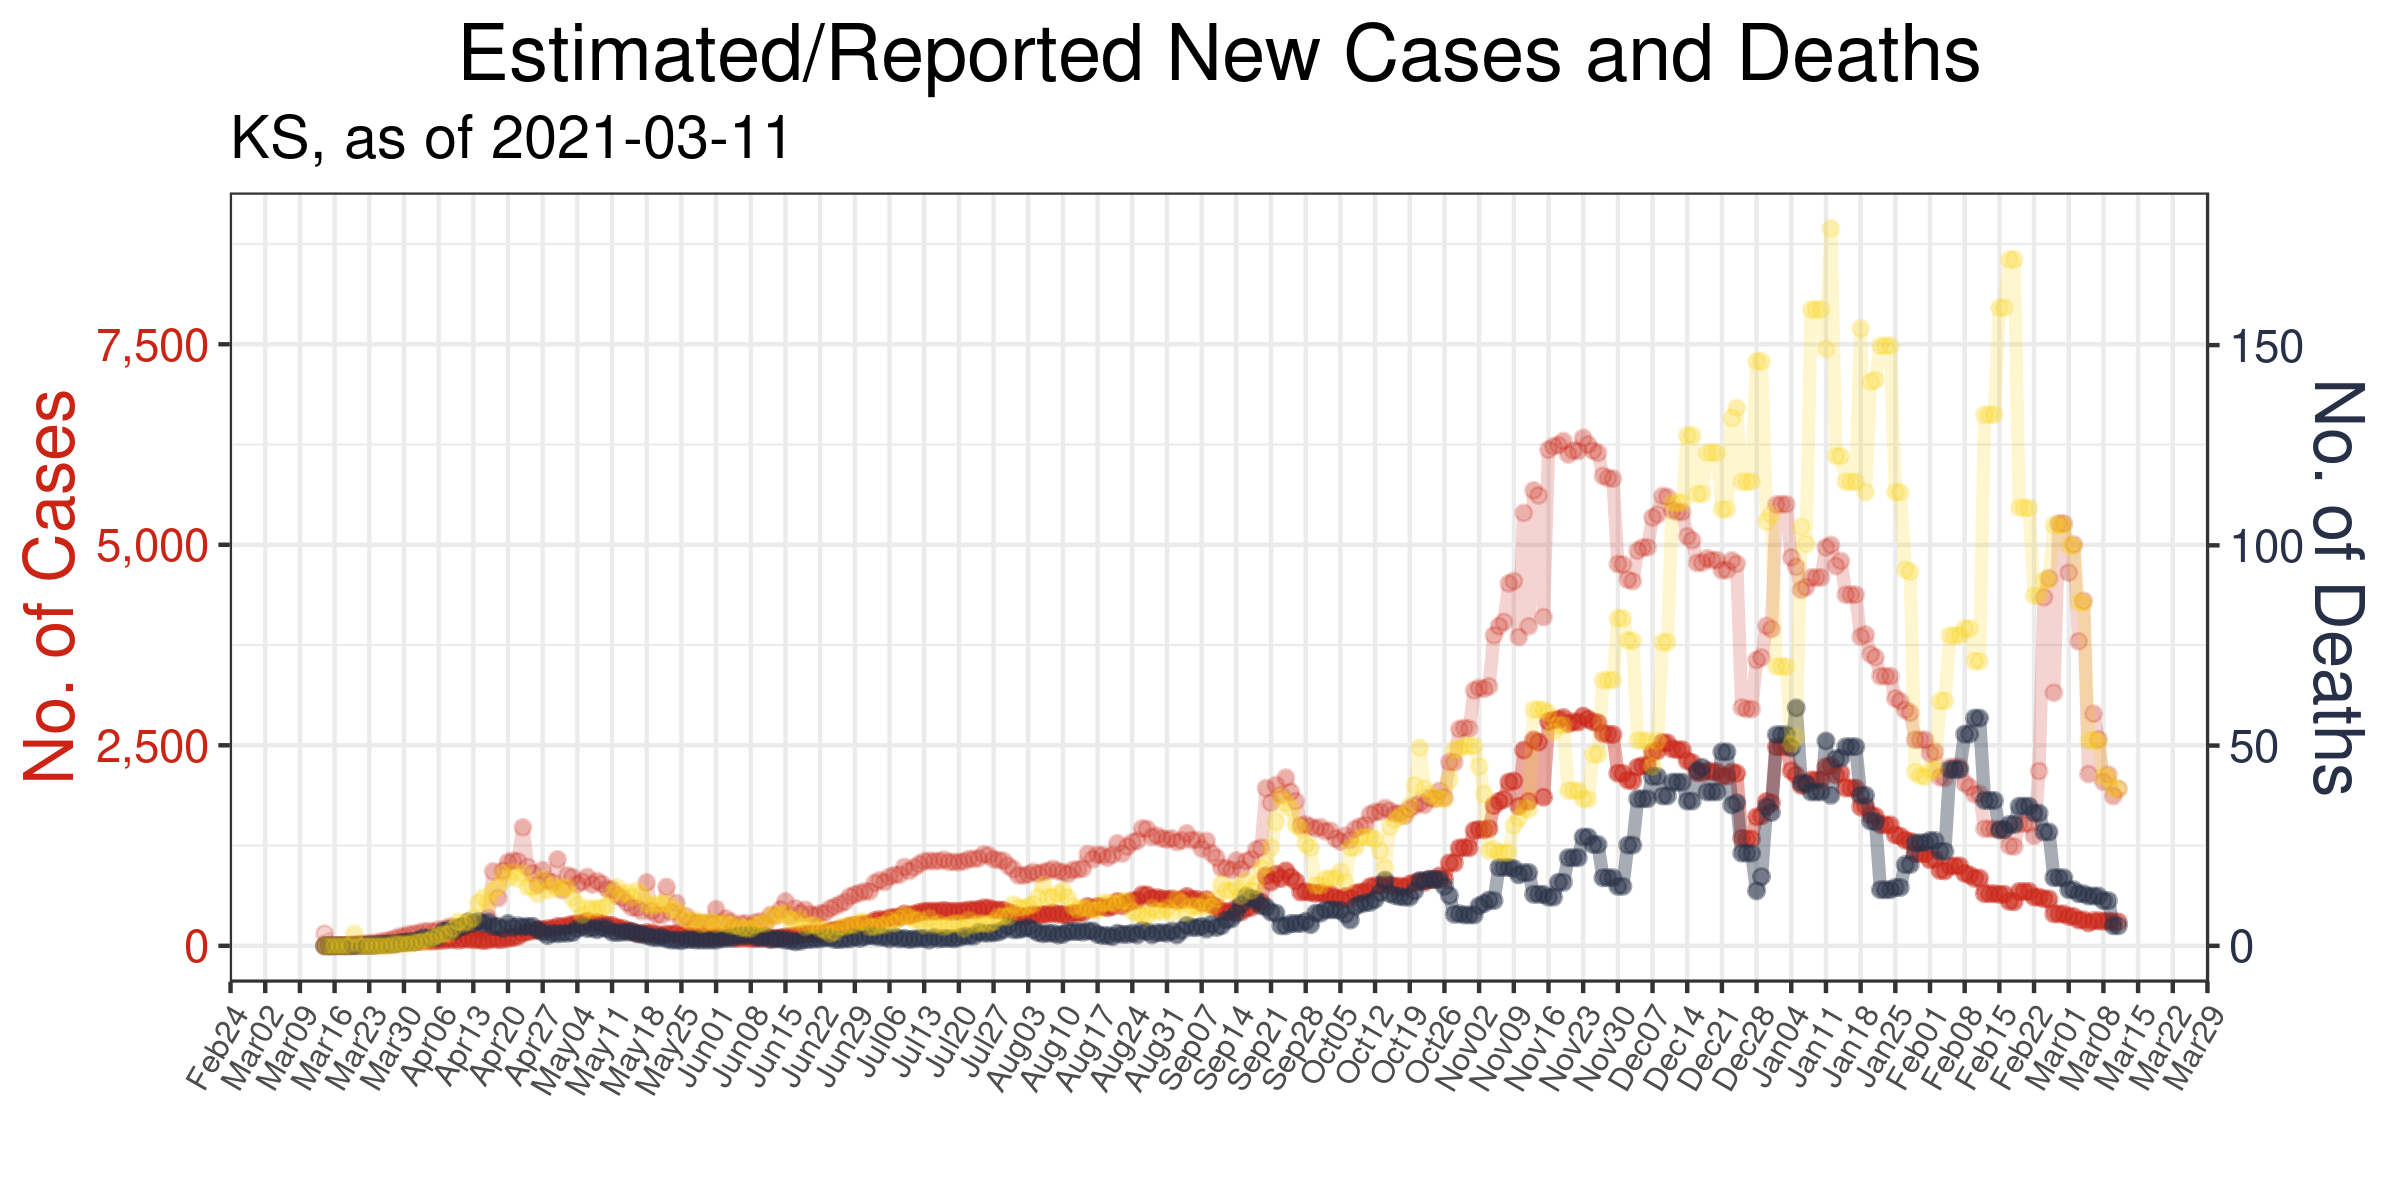 Estimated/Reported New Cases and Deaths
KS, as of 2021-03-11
No. of Cases
7,500
5,000
2,500
0
150
100
50
0
No. of Deaths
Feb24
Mar02
Mar09
Mar16
Mar23
Mar30
Apr06
Apr13
Apr20
Apr27
May04
May11
May18
May25
Jun01
Jun08
Jun15
Jun22
Jun29
Jul06
Jul13
Jul20
Jul27
Aug03
Aug10
Aug17
Aug24
Aug31
Sep07
Sep14
Sep21
Sep28
Oct05
Oct12
Oct19
Oct26
Nov02
Nov09
Nov16
Nov23
Nov30
Dec07
Dec14
Dec21
Dec28
Jan04
Jan11
Jan18
Jan25
Feb01
Feb08
Feb15
Feb22
Mar01
Mar08
Mar15
Mar22
Mar29